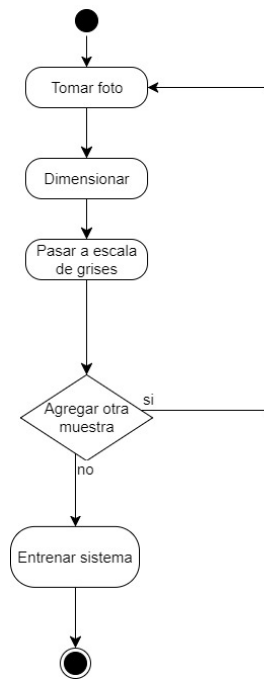 Tomar foto
Dimensionar
Pasar a escala
de grises
Agregar otra
muestra
si
no
Entrenar sistema